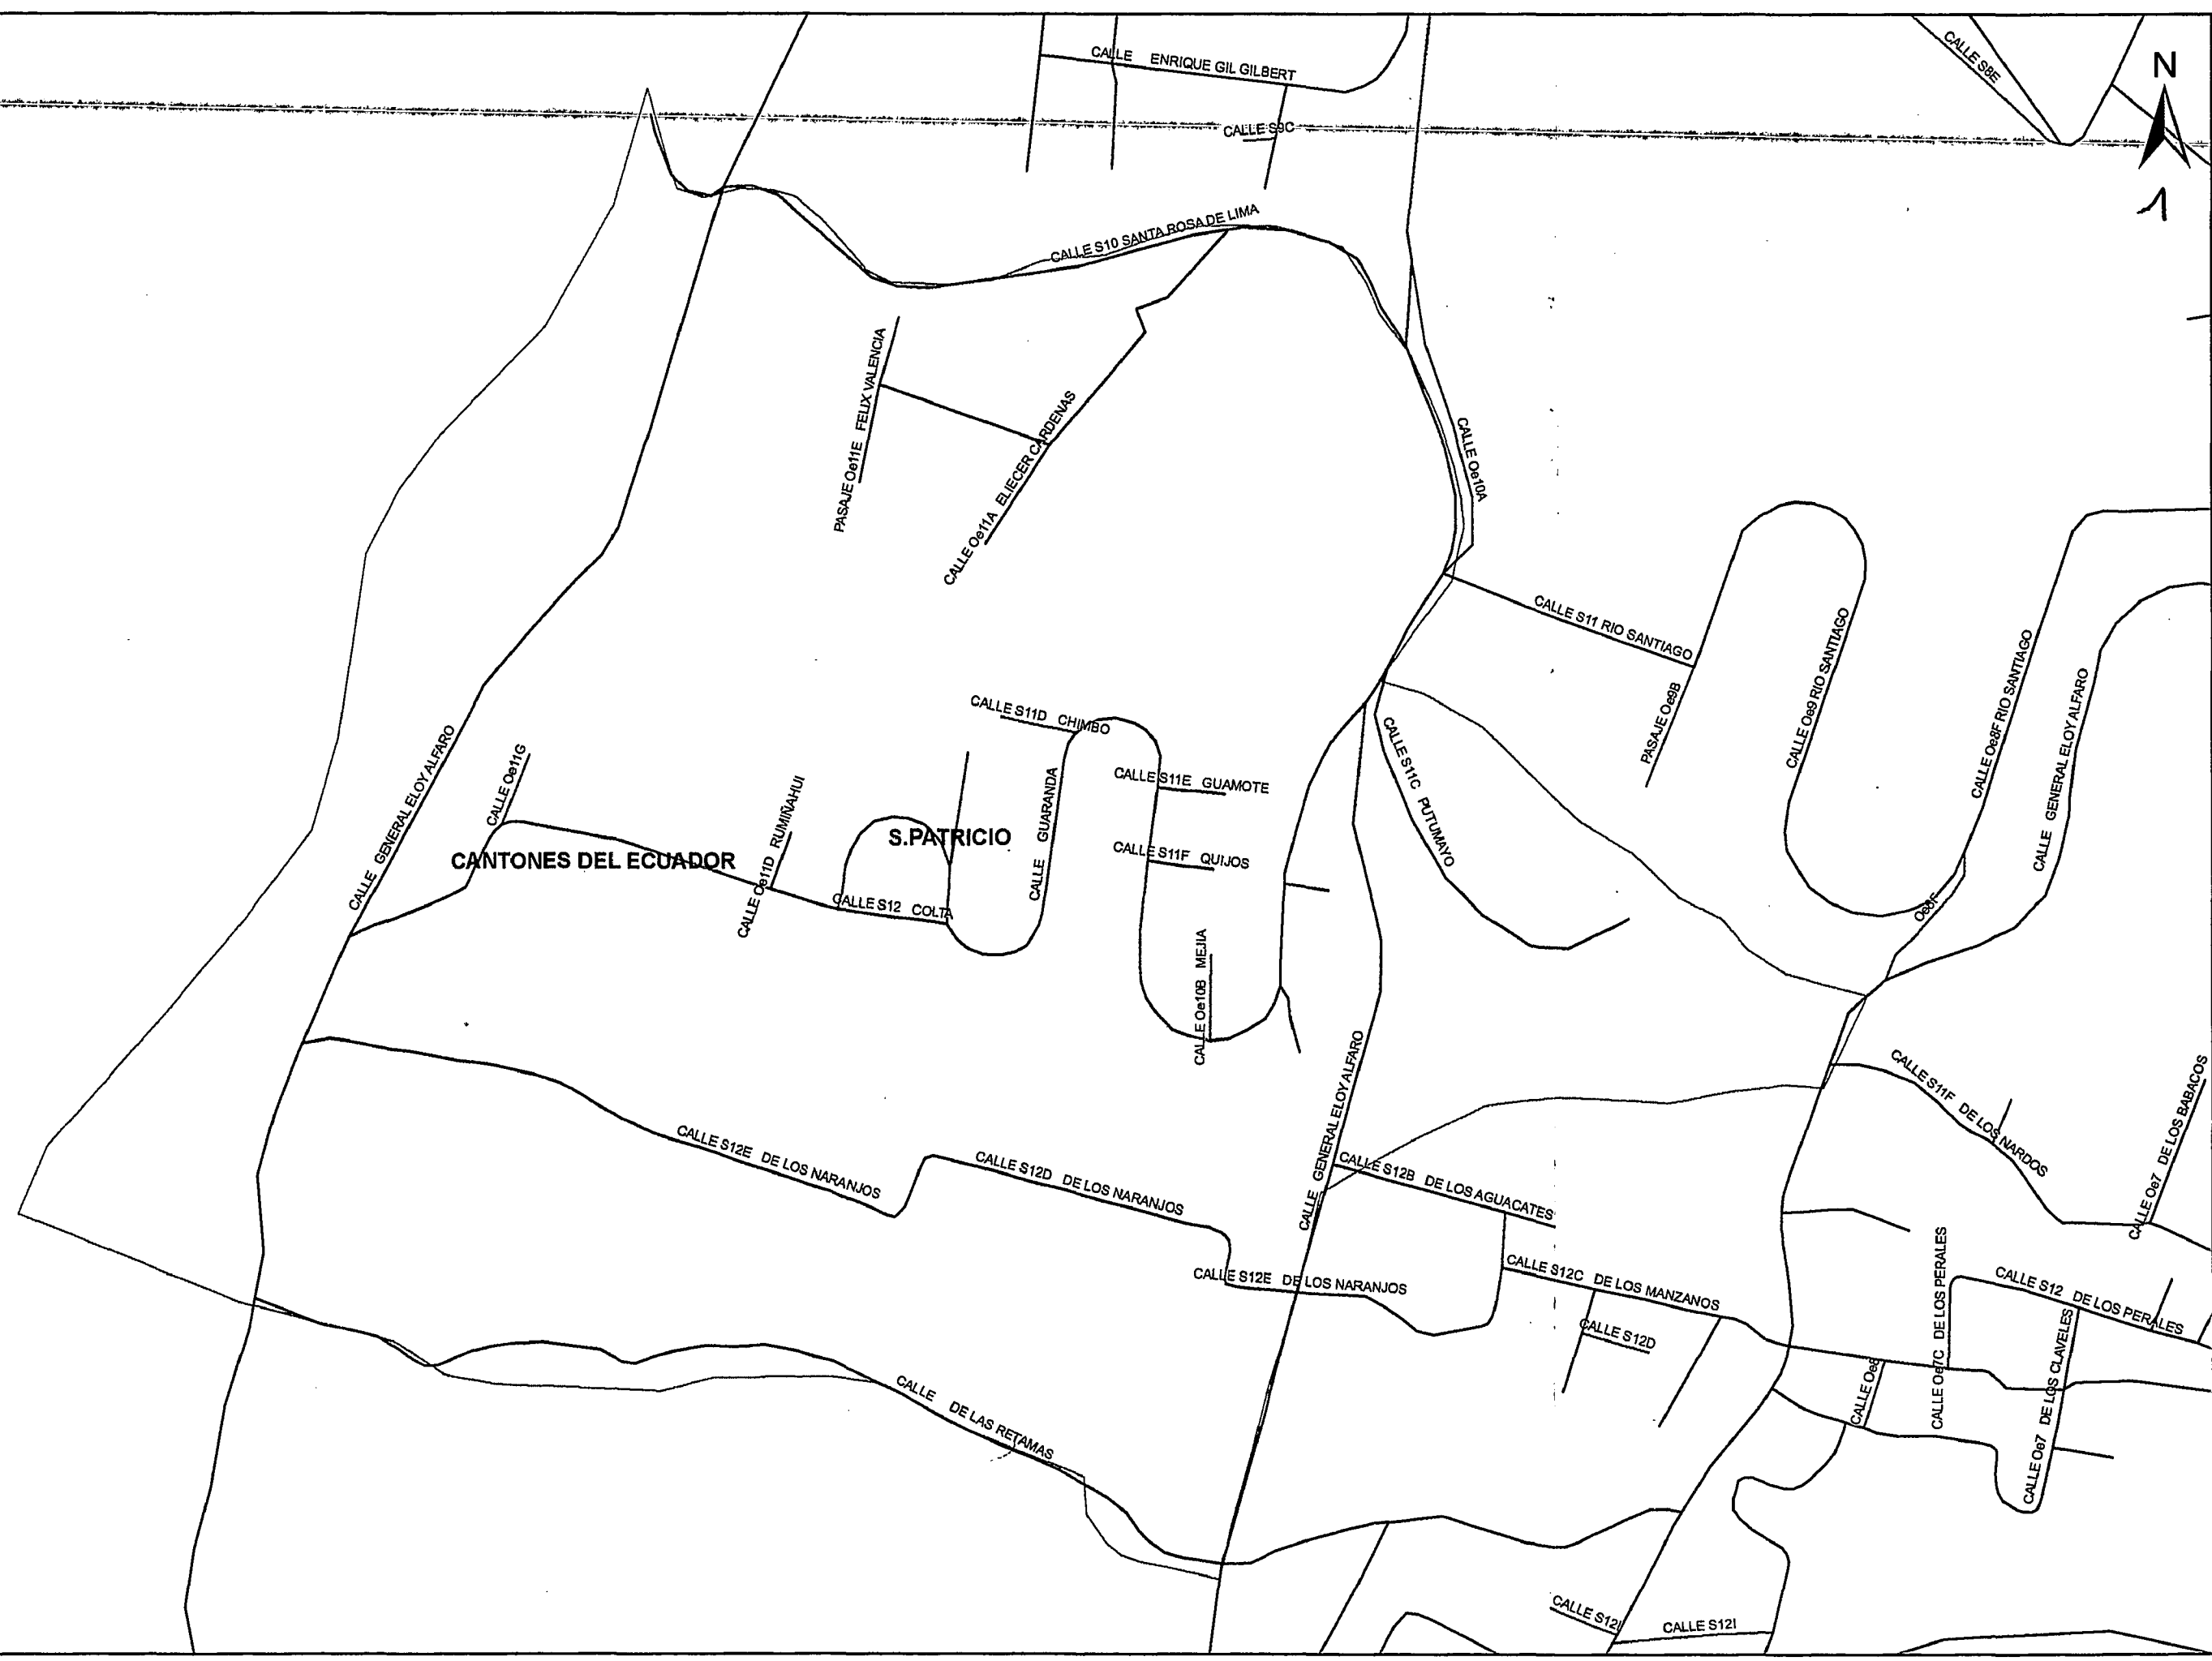 CALLE ENRIQUE GIL GILBERT
CALLE S8E
N
CALLE S9C
CALLE S10 SANTA ROSA DE LIMA
PASAJE Oe11E FELIX VALENCIA
CALLE Oe11A ELIECER CARDENAS
CALLE Oe10A
CALLE S11 RIO SANTIAGO
PASAJE Oe9B
CALLE Oe9 RIO SANTIAGO
CALLE Oe8F RIO SANTIAGO
CALLE GENERAL ELOY ALFARO
CALLE GENERAL ELOY ALFARO
CALLE Oe11G
CALLE S11D CHIMBO
CALLE S11C PUTUMAYO
CALLE Oe11D RUMIÑAHUI
CALLE GUARANDA
CALLE S11E GUAMOTE
S.PATRICIO
CANTONES DEL ECUADOR
CALLE S11F QUIJOS
CALLE S12 COLTA
Oe8F
CALLE Oe10B MEJIA
CALLE GENERAL ELOY ALFARO
CALLE S11F DE LOS NARDOS
CALLE Oe7 DE LOS BABACOS
CALLE S12E DE LOS NARANJOS
CALLE S12D DE LOS NARANJOS
CALLE S12B DE LOS AGUACATES
CALLE S12E DE LOS NARANJOS
CALLE S12C DE LOS MANZANOS
CALLE S12D
CALLE Oe7C DE LOS PERALES
CALLE S12 DE LOS PERALES
CALLE Oe8
CALLE Oe7 DE LOS CLAVELES
CALLE DE LAS RETAMAS
CALLE S12I
CALLE S12I